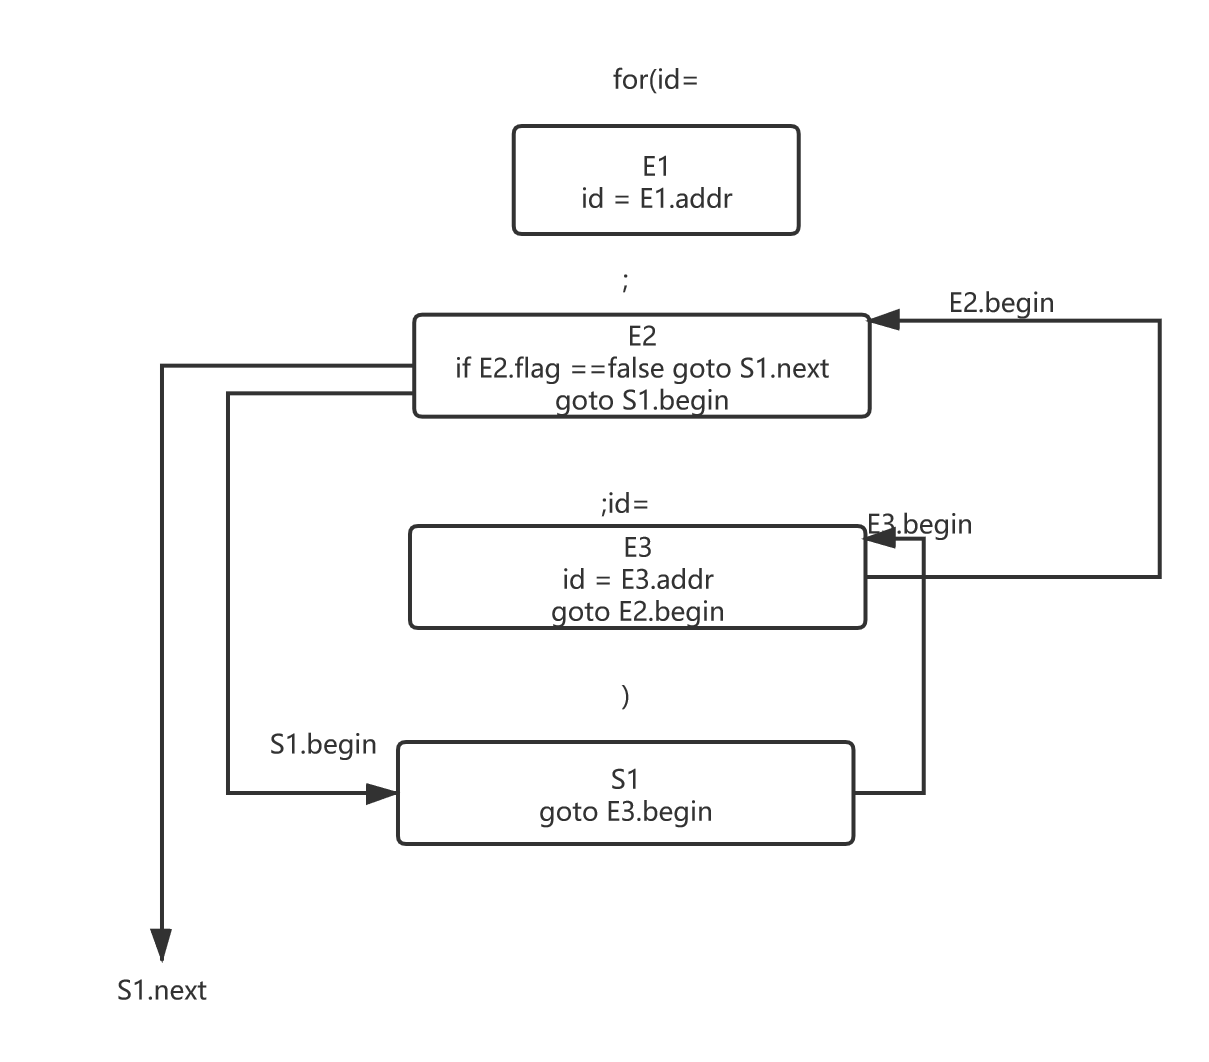 for(id=
E1
id = E1.addr
;
E2.begin
E2
if E2.flag ==false goto S1.next
goto S1.begin
;id=
E3.begin
E3
id = E3.addr
goto E2.begin
)
S1.begin
S1
goto E3.begin
S1.next